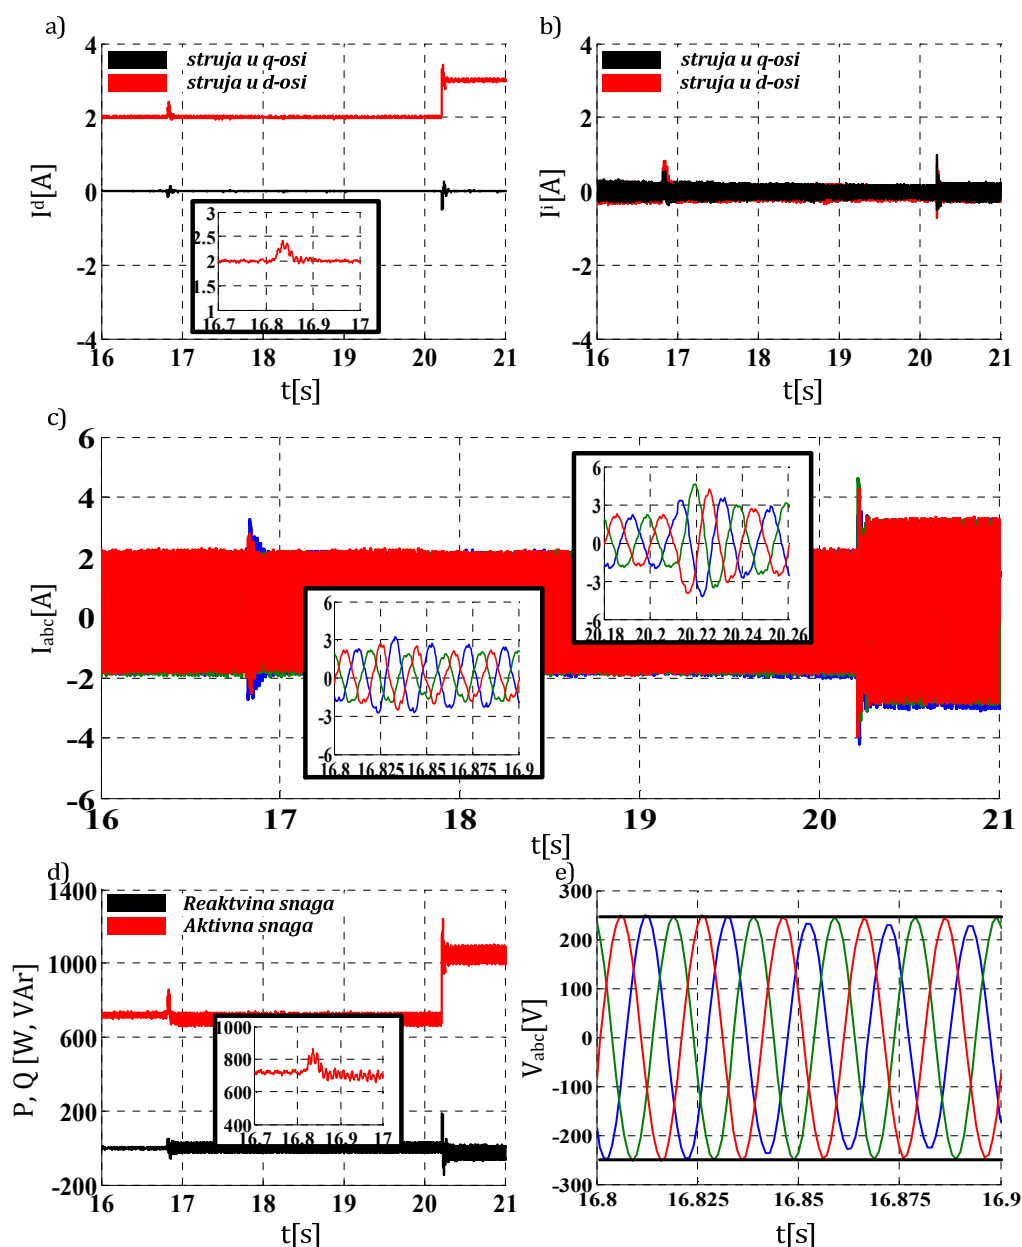 a)
4
2
0
-2
-4
I^d[A]
struja u q-osi
struja u d-osi
3
2.5
2
1.5
1
16.7 16.8 16.9 17
16 17 18 19 20 21
t[s]
b)
4
2
0
-2
-4
I^i[A]
struja u q-osi
struja u d-osi
16 17 18 19 20 21
t[s]
c)
6
4
2
0
-2
-4
-6
I_abc[A]
6
3
0
-3
-6
16.8 16.825 16.85 16.875 16.9
6
3
0
-3
-6
20.18 20.2 20.22 20.24 20.26
16 17 18 19 20 21
t[s]
d)
1400
1000
600
200
-200
P, Q [W, VAr]
Reaktvina snaga
Aktivna snaga
1000
800
600
400
16.7 16.8 16.9 17
16 17 18 19 20 21
t[s]
e)
300
200
100
0
-100
-200
-300
V_abc[V]
16.8 16.825 16.85 16.875 16.9
t[s]